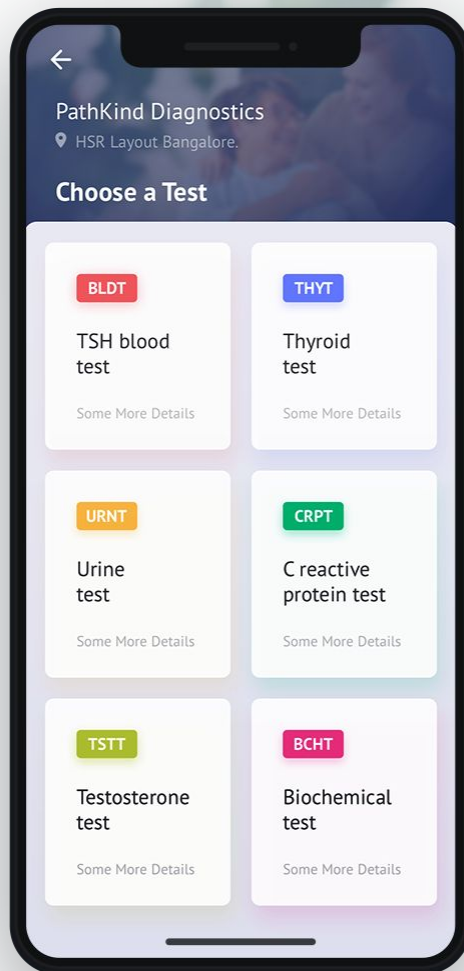 PathKind Diagnostics
HSR Layout Bangalore.
Choose a Test
BLDT
TSH blood
test
Some More Details
THYT
Thyroid
test
Some More Details
URNT
Urine
test
Some More Details
CRPT
C reactive
protein test
Some More Details
TSTT
Testosterone
test
Some More Details
BCHT
Biochemical
test
Some More Details